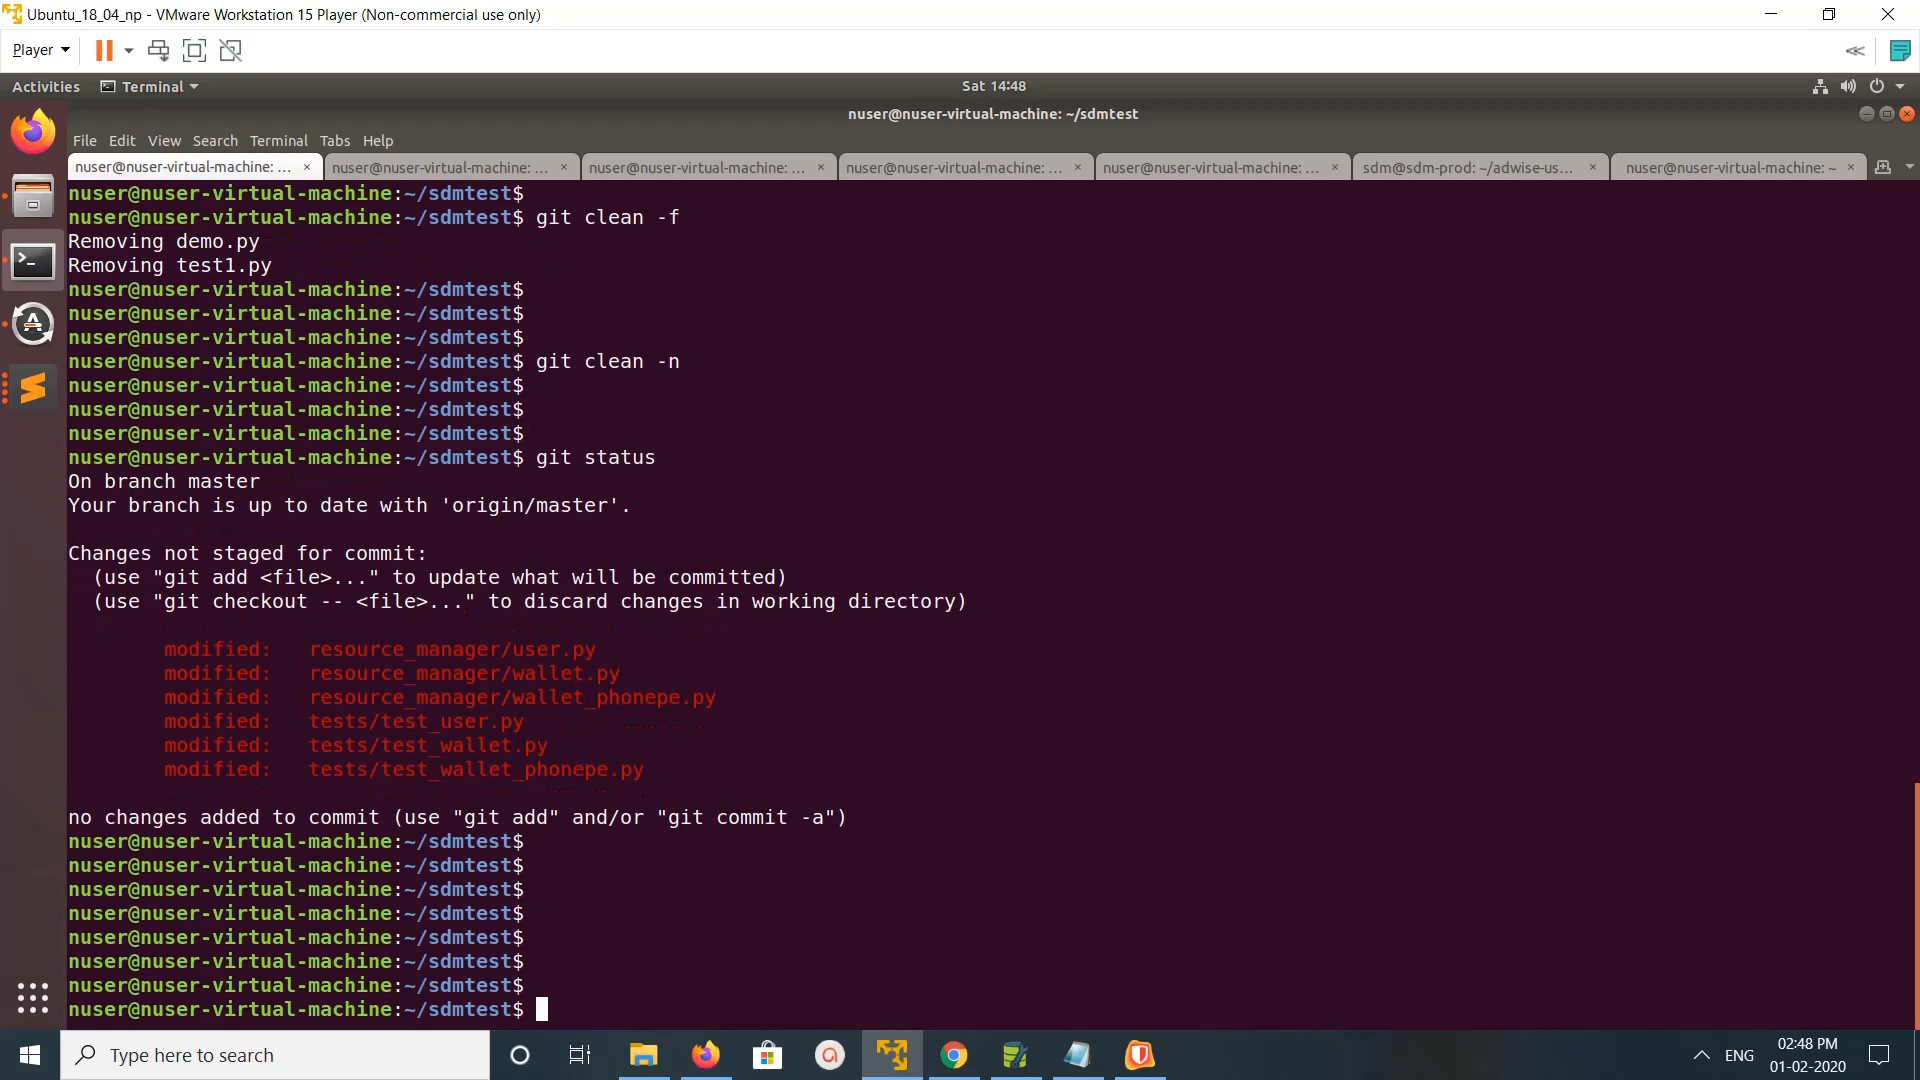 Ubuntu_18_04_np - VMware Workstation 15 Player (Non-commercial use only)
Player
Activities
Terminal
Sat 14:48
nuser@nuser-virtual-machine: ~/sdmtest
File Edit View Search Terminal Tabs Help
nuser@nuser-virtual-machine: ... × nuser@nuser-virtual-machine: ... × nuser@nuser-virtual-machine: ... × nuser@nuser-virtual-machine: ... × nuser@nuser-virtual-machine: ... × sdm@sdm-prod: ~/adwise-us... × nuser@nuser-virtual-machine: ~ ×
nuser@nuser-virtual-machine:~/sdmtest$
nuser@nuser-virtual-machine:~/sdmtest$ git clean -f
Removing demo.py
Removing test1.py
nuser@nuser-virtual-machine:~/sdmtest$
nuser@nuser-virtual-machine:~/sdmtest$
nuser@nuser-virtual-machine:~/sdmtest$
nuser@nuser-virtual-machine:~/sdmtest$ git clean -n
nuser@nuser-virtual-machine:~/sdmtest$
nuser@nuser-virtual-machine:~/sdmtest$
nuser@nuser-virtual-machine:~/sdmtest$
nuser@nuser-virtual-machine:~/sdmtest$ git status
On branch master
Your branch is up to date with 'origin/master'.
Changes not staged for commit:
(use "git add <file>..." to update what will be committed)
(use "git checkout -- <file>..." to discard changes in working directory)
modified: resource_manager/user.py
modified: resource_manager/wallet.py
modified: resource_manager/wallet_phonepe.py
modified: tests/test_user.py
modified: tests/test_wallet.py
modified: tests/test_wallet_phonepe.py
no changes added to commit (use "git add" and/or "git commit -a")
nuser@nuser-virtual-machine:~/sdmtest$
nuser@nuser-virtual-machine:~/sdmtest$
nuser@nuser-virtual-machine:~/sdmtest$
nuser@nuser-virtual-machine:~/sdmtest$
nuser@nuser-virtual-machine:~/sdmtest$
nuser@nuser-virtual-machine:~/sdmtest$
nuser@nuser-virtual-machine:~/sdmtest$
nuser@nuser-virtual-machine:~/sdmtest$
Type here to search
ENG
02:48 PM
01-02-2020